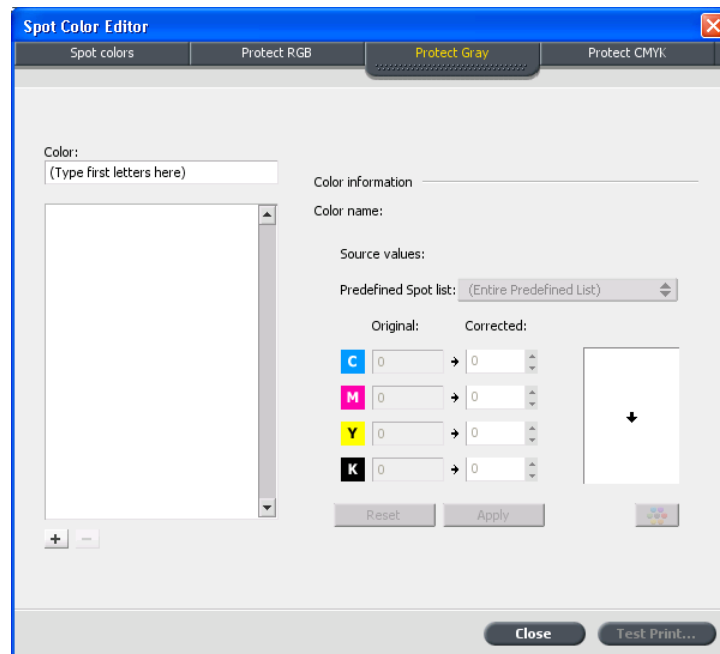 Spot Color Editor
Spot colors Protect RGB Protect Gray Protect CMYK
Color:
(Type first letters here)
Color information
Color name:
Source values:
Predefined Spot list: (Entire Predefined List)
Original: Corrected:
C 0 0
M 0 0
Y 0 0
K 0 0
Reset Apply
Close Test Print...